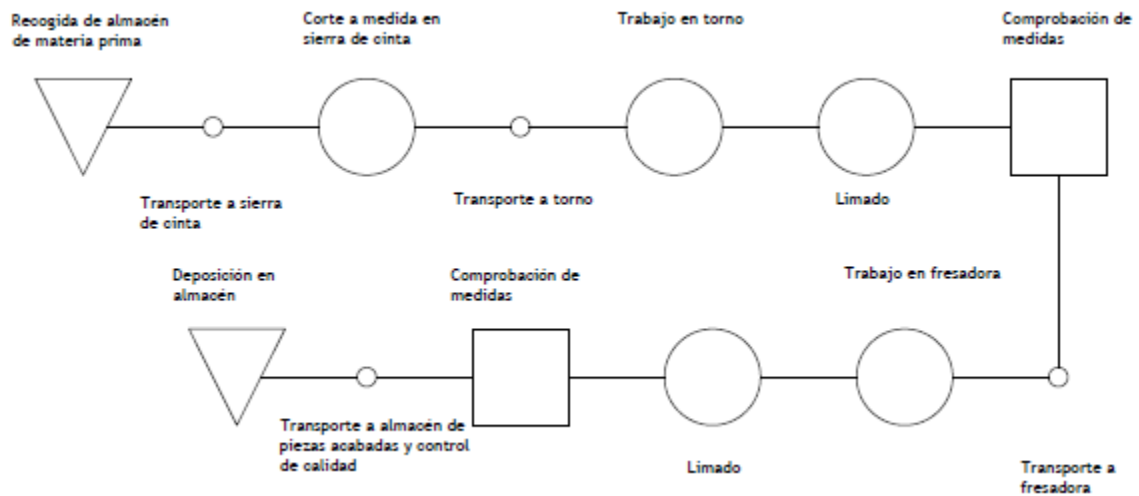 Recogida de almacén
de materia prima
Corte a medida en
sierra de cinta
Trabajo en torno
Comprobación de
medidas
Transporte a sierra
de cinta
Transporte a torno
Limado
Deposición en
almacén
Comprobación de
medidas
Trabajo en fresadora
Transporte a almacén de
piezas acabadas y control
de calidad
Limado
Transporte a
fresadora